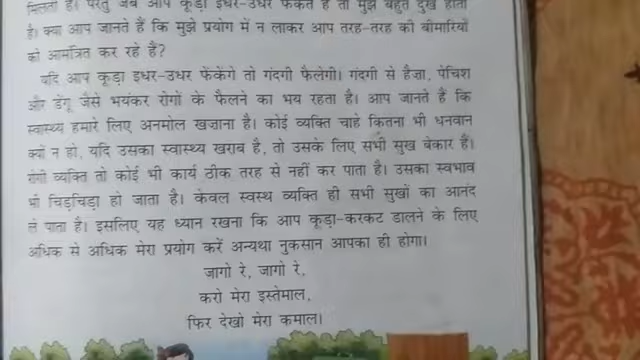 मिलती है। परंतु जब आप कूड़ा इधर-उधर फेंकते हैं तो मुझे बहुत दुख होता
है। क्या आप जानते हैं कि मुझे प्रयोग में न लाकर आप तरह-तरह की बीमारियों
को आमंत्रित कर रहे हैं?
यदि आप कूड़ा इधर-उधर फेंकेंगे तो गंदगी फैलेगी। गंदगी से हैज़ा, पेचिश
और डेंगू जैसे भयंकर रोगों के फैलने का भय रहता है। आप जानते हैं कि
स्वास्थ्य हमारे लिए अनमोल खज़ाना है। कोई व्यक्ति चाहे कितना भी धनवान
क्यों न हो, यदि उसका स्वास्थ्य खराब है, तो उसके लिए सभी सुख बेकार हैं।
रोगी व्यक्ति तो कोई भी कार्य ठीक तरह से नहीं कर पाता है। उसका स्वभाव
भी चिड़चिड़ा हो जाता है। केवल स्वस्थ व्यक्ति ही सभी सुखों का आनंद
ले पाता है। इसलिए यह ध्यान रखना कि आप कूड़ा-करकट डालने के लिए
अधिक से अधिक मेरा प्रयोग करें अन्यथा नुकसान आपका ही होगा।
जागो रे, जागो रे,
करो मेरा इस्तेमाल,
फिर देखो मेरा कमाल।